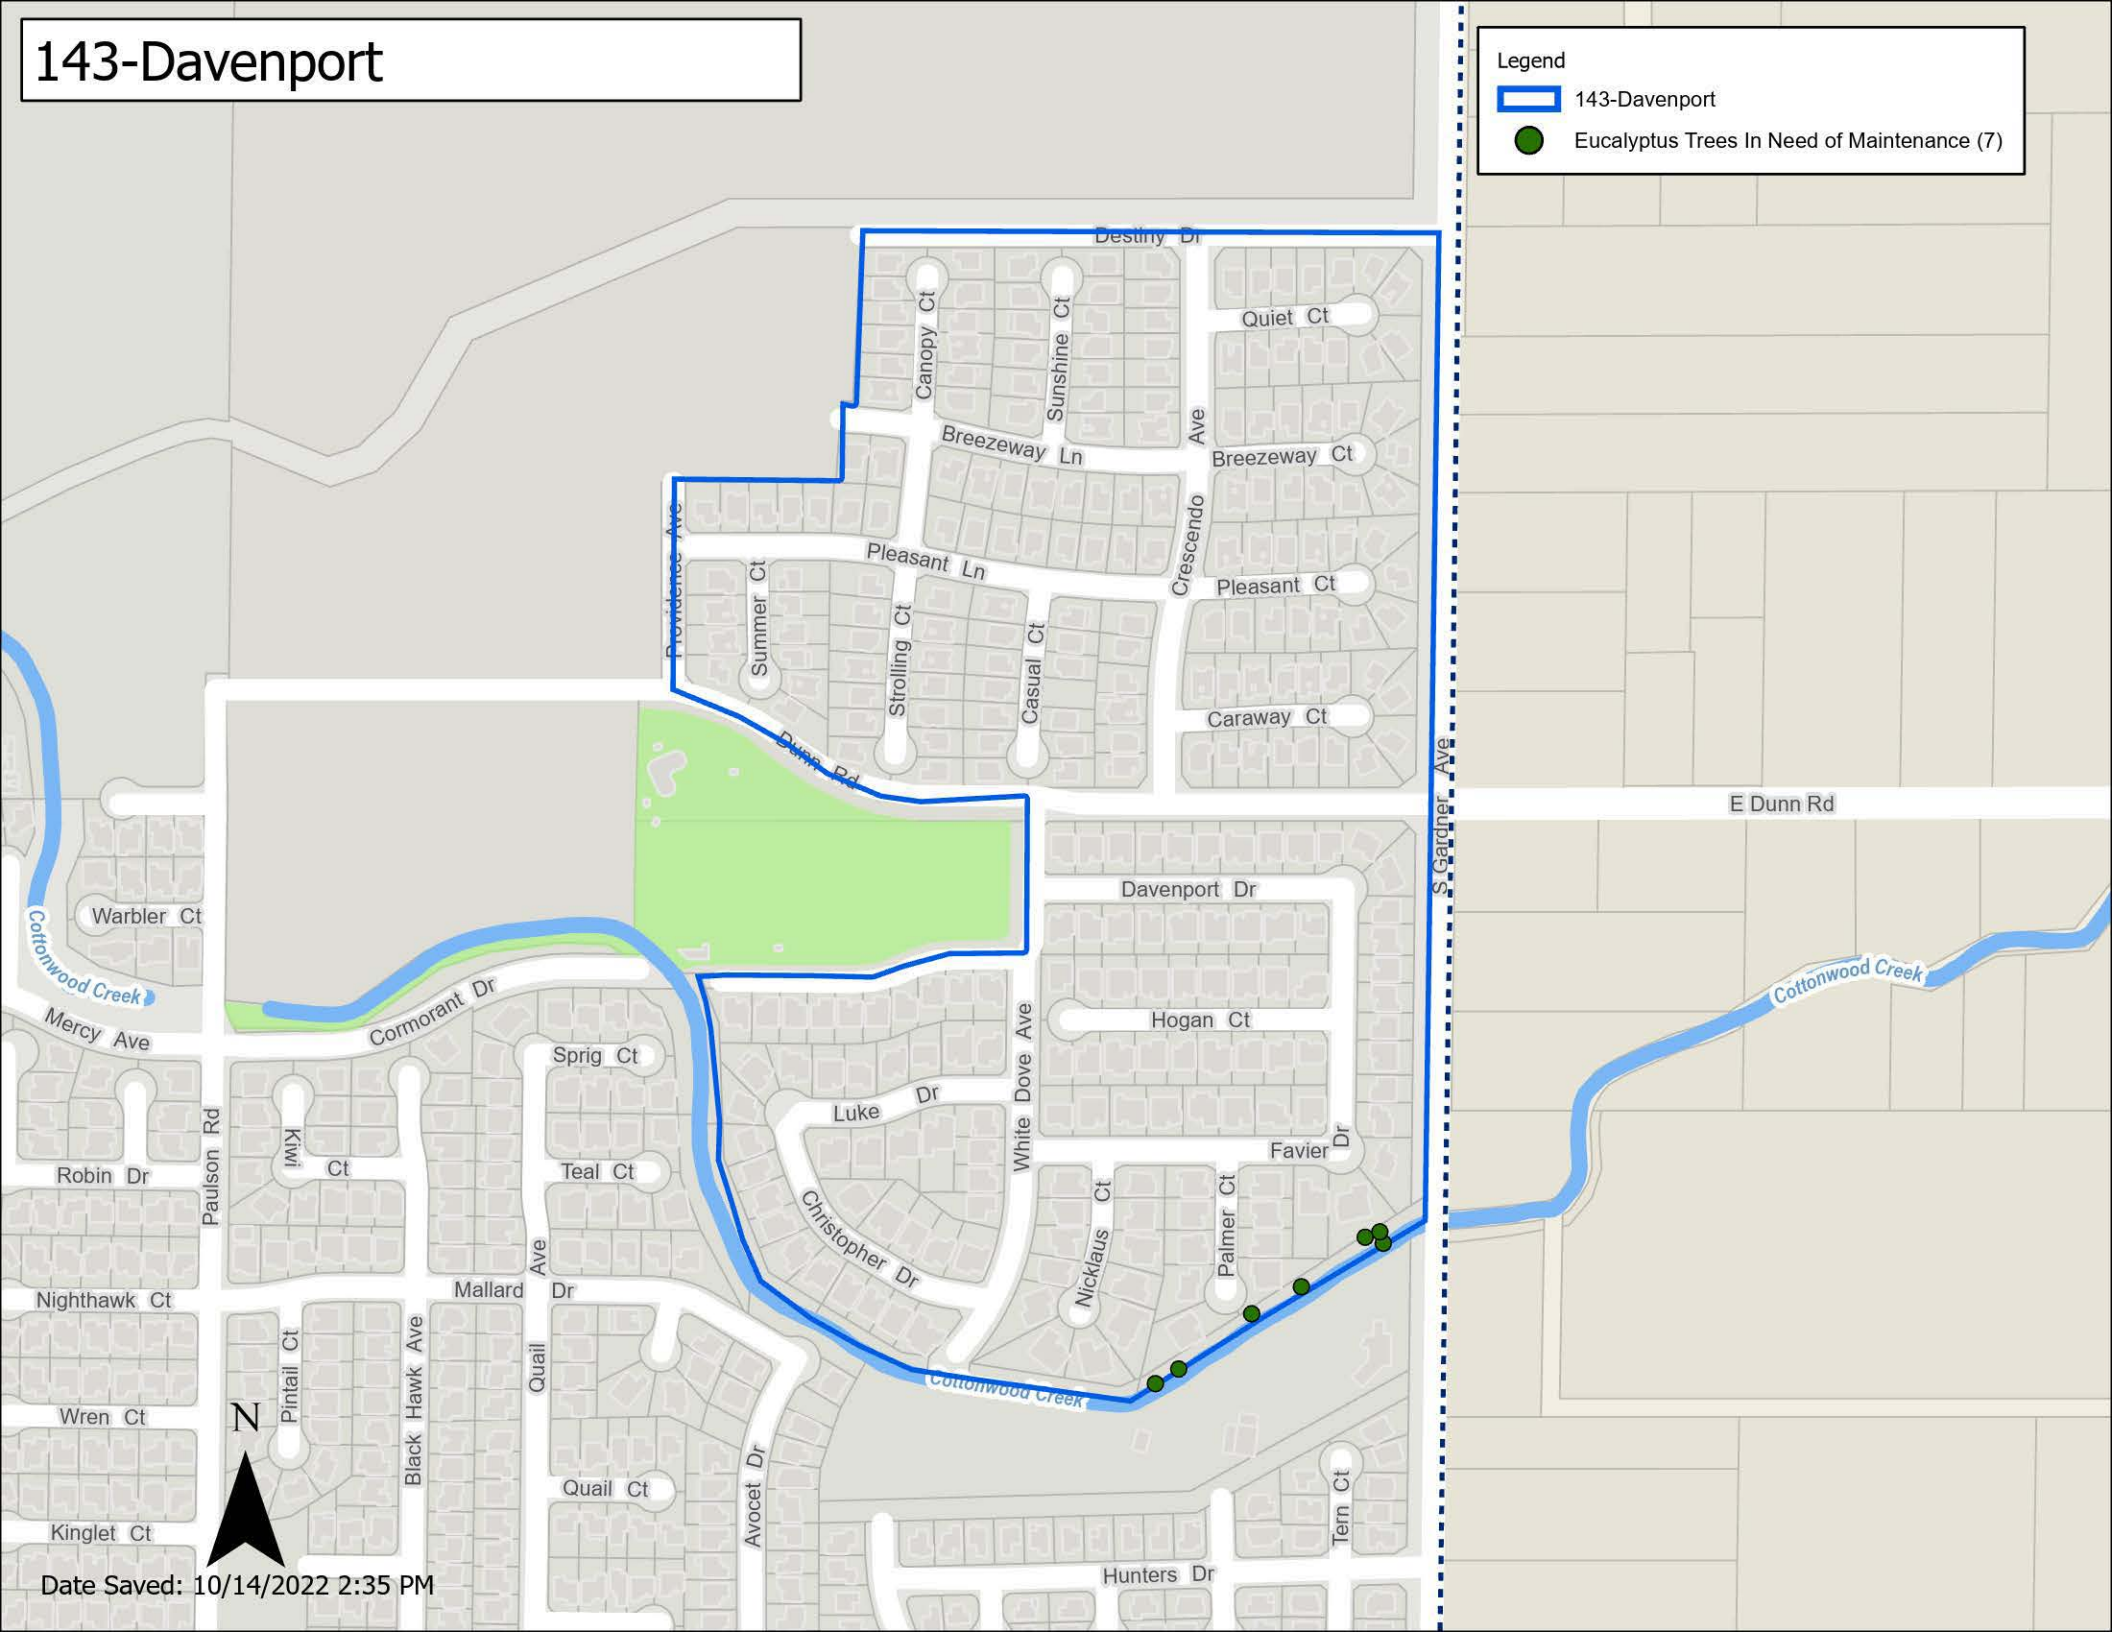 143-Davenport
Legend
143-Davenport
Eucalyptus Trees In Need of Maintenance (7)
Destiny Dr
Canopy Ct
Sunshine Ct
Quiet Ct
Crescendo Ave
Breezeway Ln
Breezeway Ct
Providence Ave
Pleasant Ln
Summer Ct
Pleasant Ct
Strolling Ct
Casual Ct
Caraway Ct
Dunn Rd
S Gardner Ave
E Dunn Rd
Davenport Dr
Warbler Ct
Cottonwood Creek
Cottonwood Creek
Cormorant Dr
Mercy Ave
Hogan Ct
White Dove Ave
Sprig Ct
Luke Dr
Kiwi Ct
Paulson Rd
Robin Dr
Teal Ct
Favier Dr
Christopher Dr
Nicklaus Ct
Palmer Ct
Quail Ave
Mallard Dr
Nighthawk Ct
Pintail Ct
Black Hawk Ave
Cottonwood Creek
Wren Ct
N
Avocet Dr
Quail Ct
Tern Ct
Kinglet Ct
Hunters Dr
Date Saved: 10/14/2022 2:35 PM